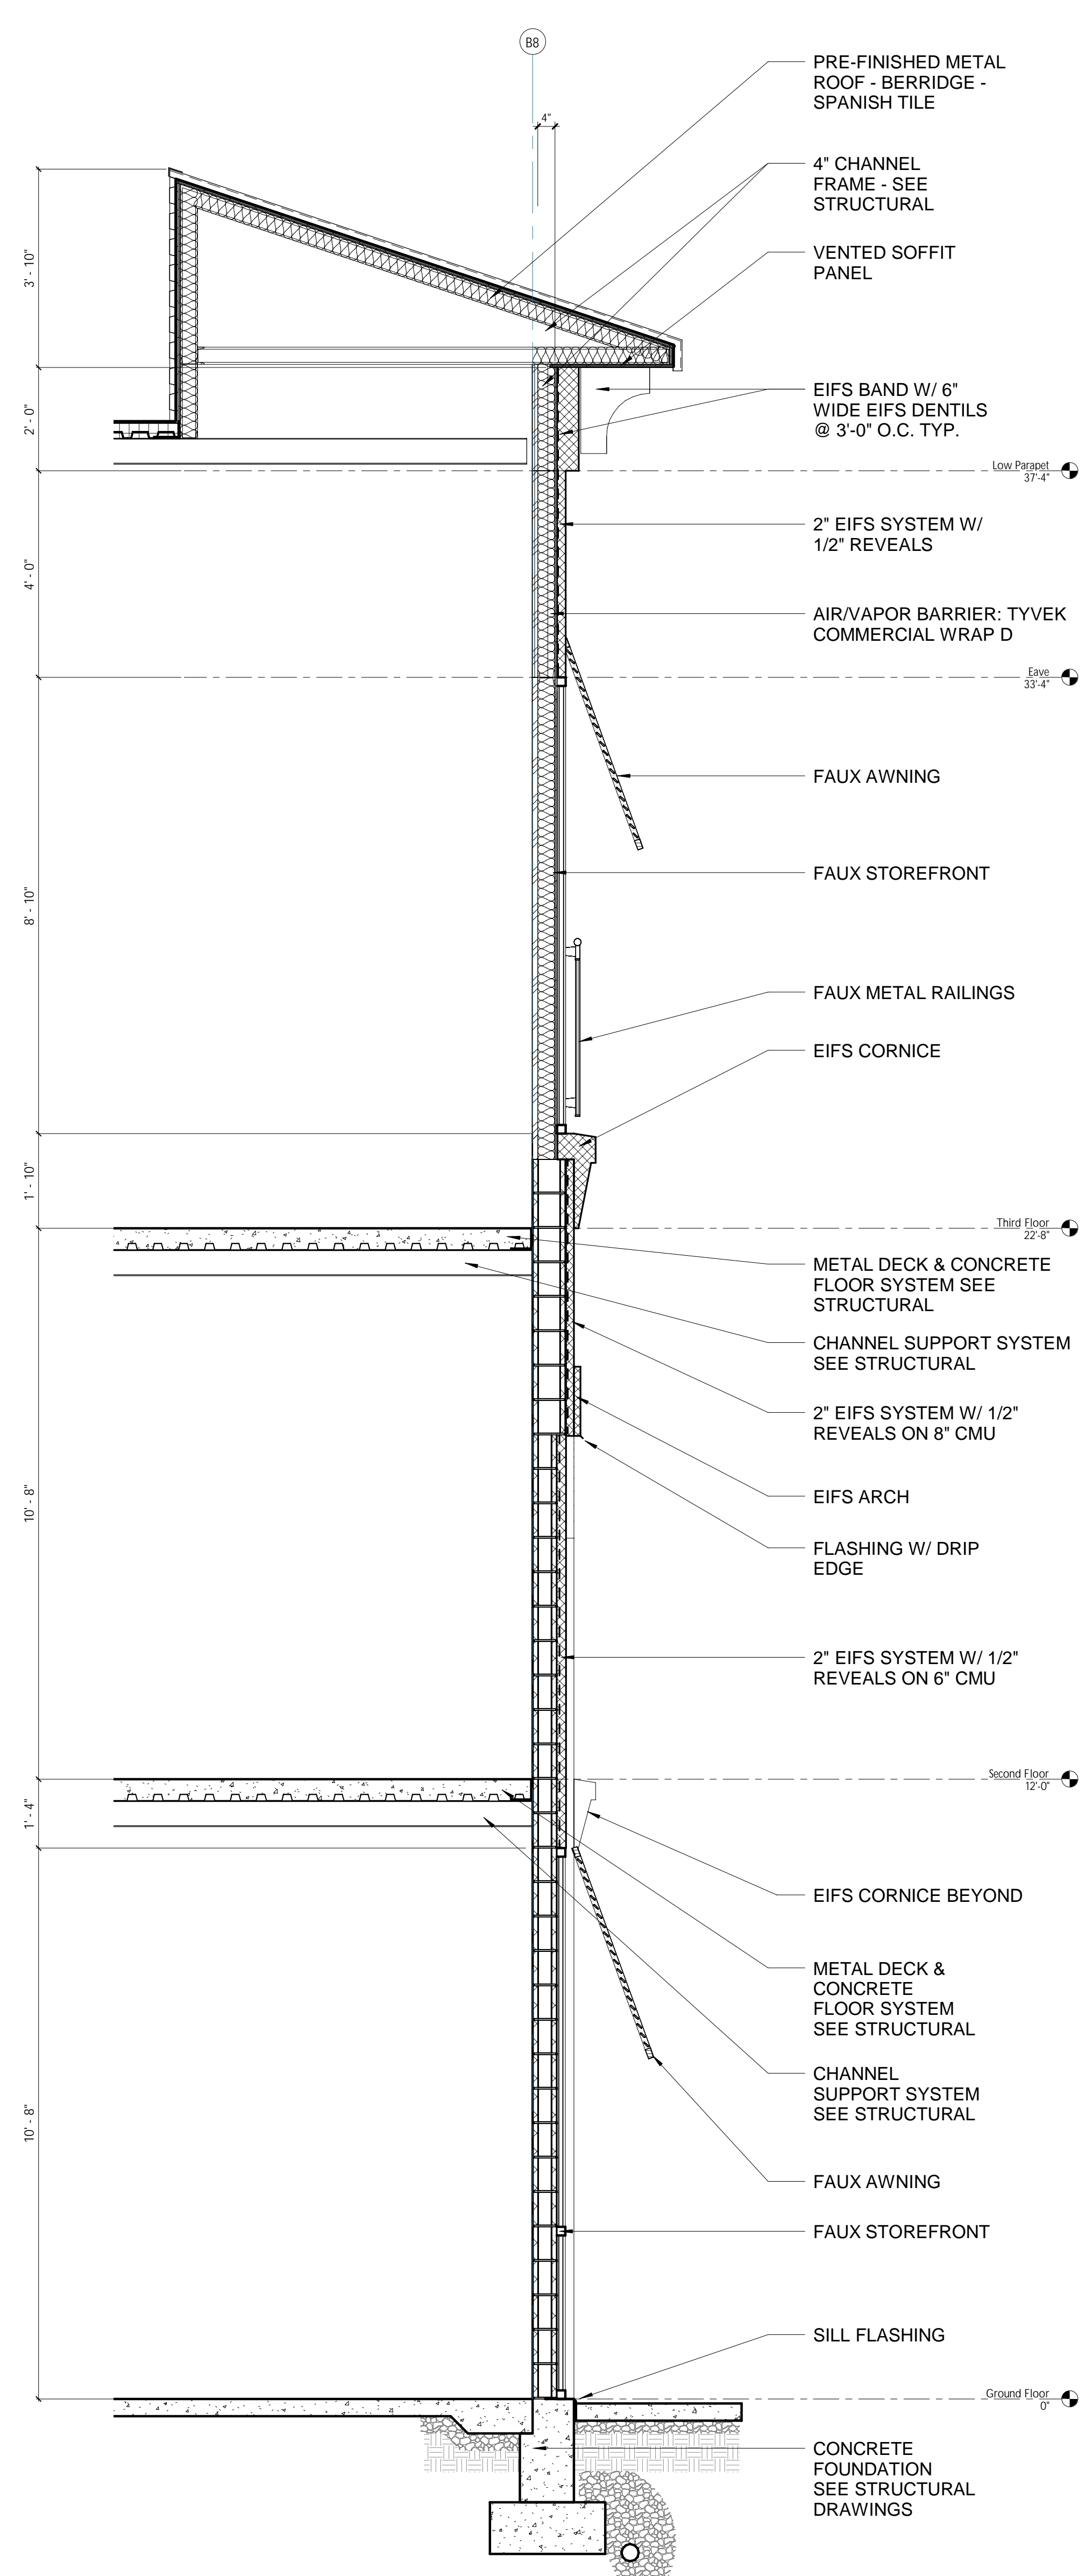 B8
4"
PRE-FINISHED METAL
ROOF - BERRIDGE -
SPANISH TILE
4" CHANNEL
FRAME - SEE
STRUCTURAL
VENTED SOFFIT
PANEL
3' - 10"
EIFS BAND W/ 6"
WIDE EIFS DENTILS
@ 3'-0" O.C. TYP.
2' - 0"
Low Parapet
37'-4"
2" EIFS SYSTEM W/
1/2" REVEALS
4' - 0"
AIR/VAPOR BARRIER: TYVEK
COMMERCIAL WRAP D
Eave
33'-4"
FAUX AWNING
FAUX STOREFRONT
8' - 10"
FAUX METAL RAILINGS
EIFS CORNICE
1' - 10"
Third Floor
22'-8"
METAL DECK & CONCRETE
FLOOR SYSTEM SEE
STRUCTURAL
CHANNEL SUPPORT SYSTEM
SEE STRUCTURAL
2" EIFS SYSTEM W/ 1/2"
REVEALS ON 8" CMU
EIFS ARCH
10' - 8"
FLASHING W/ DRIP
EDGE
2" EIFS SYSTEM W/ 1/2"
REVEALS ON 6" CMU
Second Floor
12'-0"
1' - 4"
EIFS CORNICE BEYOND
METAL DECK &
CONCRETE
FLOOR SYSTEM
SEE STRUCTURAL
CHANNEL
SUPPORT SYSTEM
SEE STRUCTURAL
10' - 8"
FAUX AWNING
FAUX STOREFRONT
SILL FLASHING
Ground Floor
0"
CONCRETE
FOUNDATION
SEE STRUCTURAL
DRAWINGS